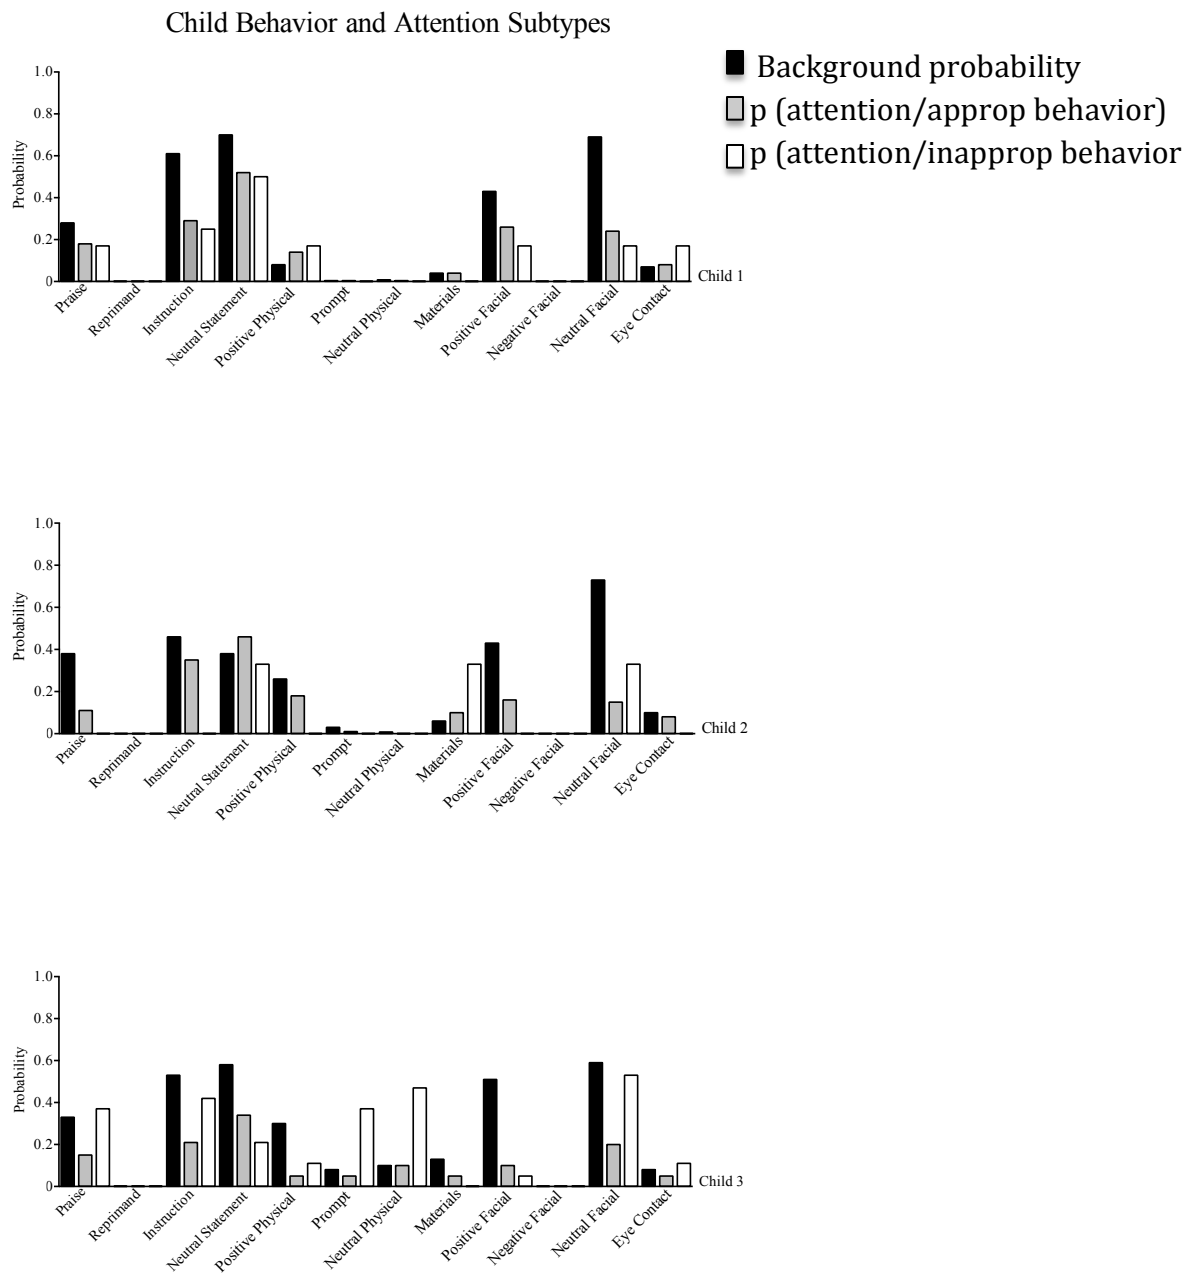 Child Behavior and Attention Subtypes
Background probability
p (attention/approp behavior)
p (attention/inapprop behavior
Probability
1.0
0.8
0.6
0.4
0.2
0
Praise
Reprimand
Instruction
Neutral Statement
Positive Physical
Prompt
Neutral Physical
Materials
Positive Facial
Negative Facial
Neutral Facial
Eye Contact
Child 1
Probability
1.0
0.8
0.6
0.4
0.2
0
Praise
Reprimand
Instruction
Neutral Statement
Positive Physical
Prompt
Neutral Physical
Materials
Positive Facial
Negative Facial
Neutral Facial
Eye Contact
Child 2
Probability
1.0
0.8
0.6
0.4
0.2
0
Praise
Reprimand
Instruction
Neutral Statement
Positive Physical
Prompt
Neutral Physical
Materials
Positive Facial
Negative Facial
Neutral Facial
Eye Contact
Child 3